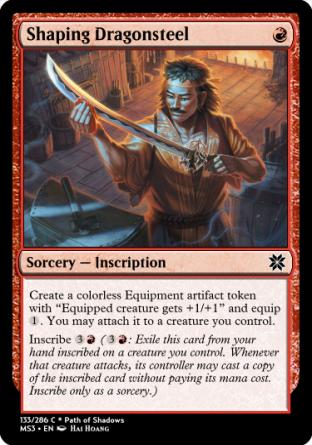 Shaping Dragonsteel
Sorcery — Inscription
Create a colorless Equipment artifact token
with “Equipped creature gets +1/+1” and equip
1. You may attach it to a creature you control.
Inscribe 3 (3: Exile this card from your
hand inscribed on a creature you control. Whenever
that creature attacks, its controller may cast a copy
of the inscribed card without paying its mana cost.
Inscribe only as a sorcery.)
133/286 C * Path of Shadows
MS3 • EN Hai Hoang